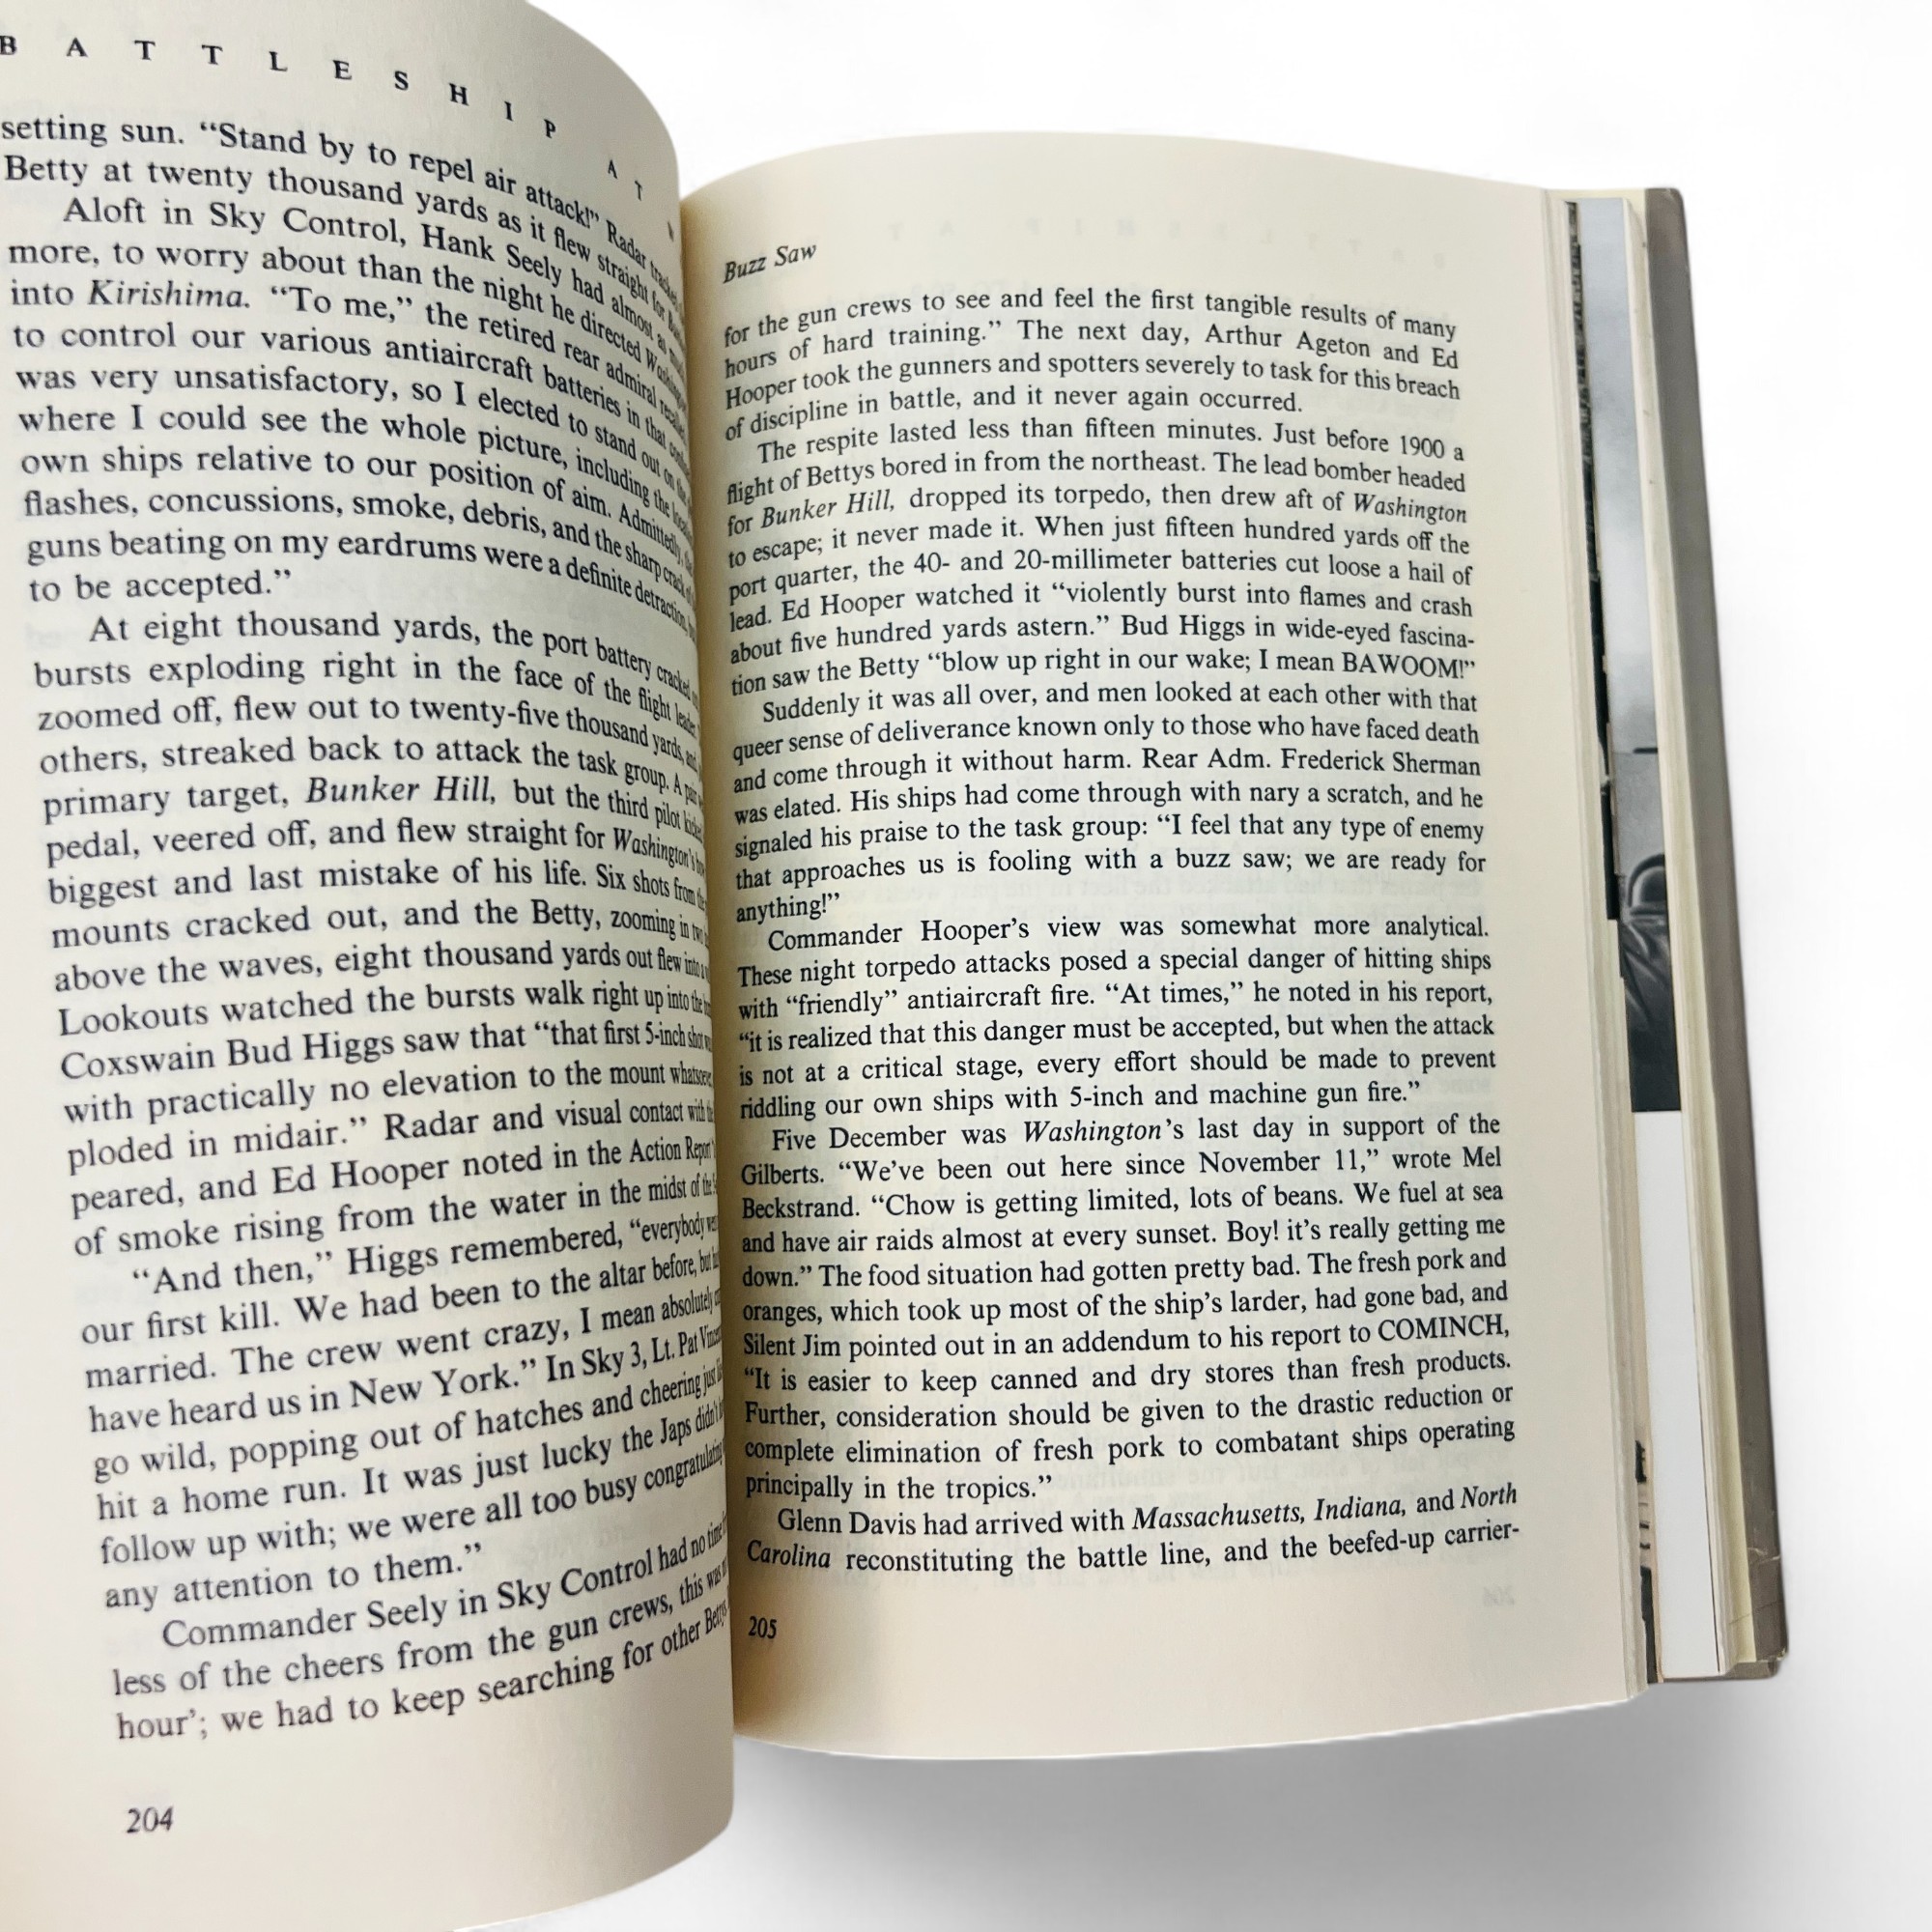 B A T T L E S H I P A T
setting sun. “Stand by to repel air attack!” Radar tracked
Betty at twenty thousand yards as it flew straight for
Aloft in Sky Control, Hank Seely had almost as much
more, to worry about than the night he directed
into Kirishima. “To me,” the retired rear admiral
to control our various antiaircraft batteries in that
was very unsatisfactory, so I elected to stand out on the
where I could see the whole picture, including the
own ships relative to our position of aim. Admittedly, the
flashes, concussions, smoke, debris, and the sharp crack of
guns beating on my eardrums were a definite detraction,
to be accepted.”
At eight thousand yards, the port battery cracked
bursts exploding right in the face of the flight leader.
zoomed off, flew out to twenty-five thousand yards, and
others, streaked back to attack the task group. A pair
primary target, Bunker Hill, but the third pilot kicked
pedal, veered off, and flew straight for Washington’s
biggest and last mistake of his life. Six shots from the
mounts cracked out, and the Betty, zooming in
above the waves, eight thousand yards out flew into a
Lookouts watched the bursts walk right up into the
Coxswain Bud Higgs saw that “that first 5-inch shot
with practically no elevation to the mount
ploded in midair.” Radar and visual contact with
peared, and Ed Hooper noted in the Action Report
of smoke rising from the water in the midst of the
“And then,” Higgs remembered, “everybody
our first kill. We had been to the altar before, but
married. The crew went crazy, I mean absolutely
have heard us in New York.” In Sky 3, Lt. Pat
go wild, popping out of hatches and cheering just
hit a home run. It was just lucky the Japs didn’t
follow up with; we were all too busy congratulating
any attention to them.”
Commander Seely in Sky Control had no time
less of the cheers from the gun crews, this was
hour’; we had to keep searching for other Bettys
204
Buzz Saw
for the gun crews to see and feel the first tangible results of many
hours of hard training.” The next day, Arthur Ageton and Ed
Hooper took the gunners and spotters severely to task for this breach
of discipline in battle, and it never again occurred.
The respite lasted less than fifteen minutes. Just before 1900 a
flight of Bettys bored in from the northeast. The lead bomber headed
for Bunker Hill, dropped its torpedo, then drew aft of Washington
to escape; it never made it. When just fifteen hundred yards off the
port quarter, the 40- and 20-millimeter batteries cut loose a hail of
lead. Ed Hooper watched it “violently burst into flames and crash
about five hundred yards astern.” Bud Higgs in wide-eyed fascina-
tion saw the Betty “blow up right in our wake; I mean BAWOOM!”
Suddenly it was all over, and men looked at each other with that
queer sense of deliverance known only to those who have faced death
and come through it without harm. Rear Adm. Frederick Sherman
was elated. His ships had come through with nary a scratch, and he
signaled his praise to the task group: “I feel that any type of enemy
that approaches us is fooling with a buzz saw; we are ready for
anything!”
Commander Hooper’s view was somewhat more analytical.
These night torpedo attacks posed a special danger of hitting ships
with “friendly” antiaircraft fire. “At times,” he noted in his report,
“it is realized that this danger must be accepted, but when the attack
is not at a critical stage, every effort should be made to prevent
riddling our own ships with 5-inch and machine gun fire.”
Five December was Washington’s last day in support of the
Gilberts. “We’ve been out here since November 11,” wrote Mel
Beckstrand. “Chow is getting limited, lots of beans. We fuel at sea
and have air raids almost at every sunset. Boy! it’s really getting me
down.” The food situation had gotten pretty bad. The fresh pork and
oranges, which took up most of the ship’s larder, had gone bad, and
Silent Jim pointed out in an addendum to his report to COMINCH,
“It is easier to keep canned and dry stores than fresh products.
Further, consideration should be given to the drastic reduction or
complete elimination of fresh pork to combatant ships operating
principally in the tropics.”
Glenn Davis had arrived with Massachusetts, Indiana, and North
Carolina reconstituting the battle line, and the beefed-up carrier-
205